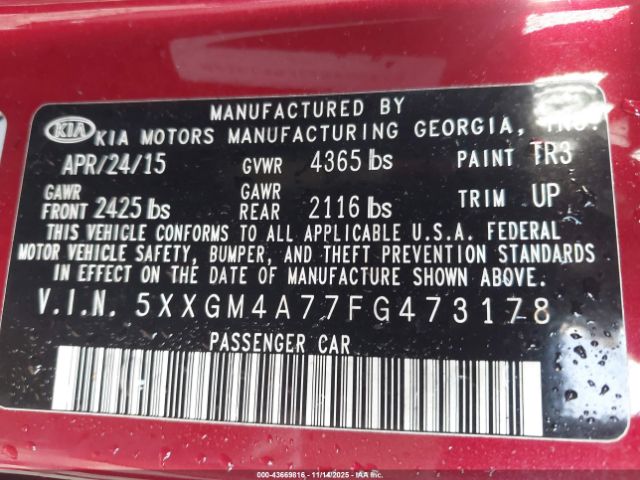 MANUFACTURED BY
KIA KIA MOTORS MANUFACTURING GEORGIA, INC.
APR/24/15 GVWR 4365 lbs PAINT TR3
GAWR FRONT 2425 lbs GAWR REAR 2116 lbs TRIM UP
THIS VEHICLE CONFORMS TO ALL APPLICABLE U.S.A. FEDERAL
MOTOR VEHICLE SAFETY, BUMPER, AND THEFT PREVENTION STANDARDS
IN EFFECT ON THE DATE OF MANUFACTURE SHOWN ABOVE.
V.I.N. 5XXGM4A77FG473178
PASSENGER CAR
000-43669816 - 11/14/2025 - IAA Inc.